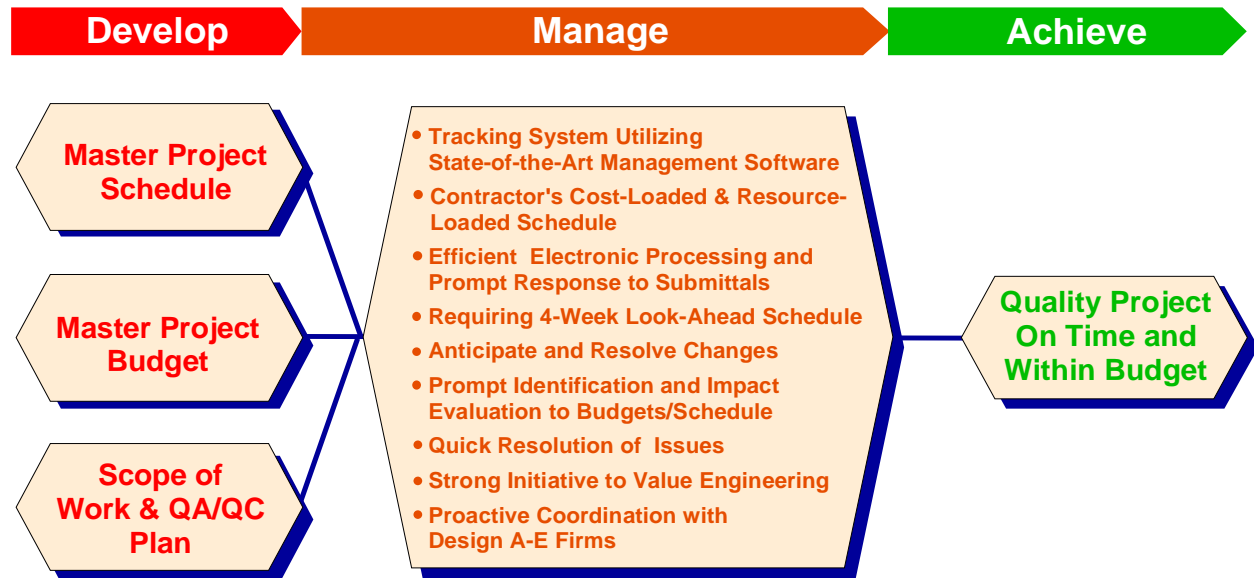 Develop
Manage
Achieve
Master Project
Schedule
Master Project
Budget
Scope of
Work & QA/QC
Plan
• Tracking System Utilizing
State-of-the-Art Management Software
• Contractor's Cost-Loaded & Resource-
Loaded Schedule
• Efficient Electronic Processing and
Prompt Response to Submittals
• Requiring 4-Week Look-Ahead Schedule
• Anticipate and Resolve Changes
• Prompt Identification and Impact
Evaluation to Budgets/Schedule
• Quick Resolution of Issues
• Strong Initiative to Value Engineering
• Proactive Coordination with
Design A-E Firms
Quality Project
On Time and
Within Budget